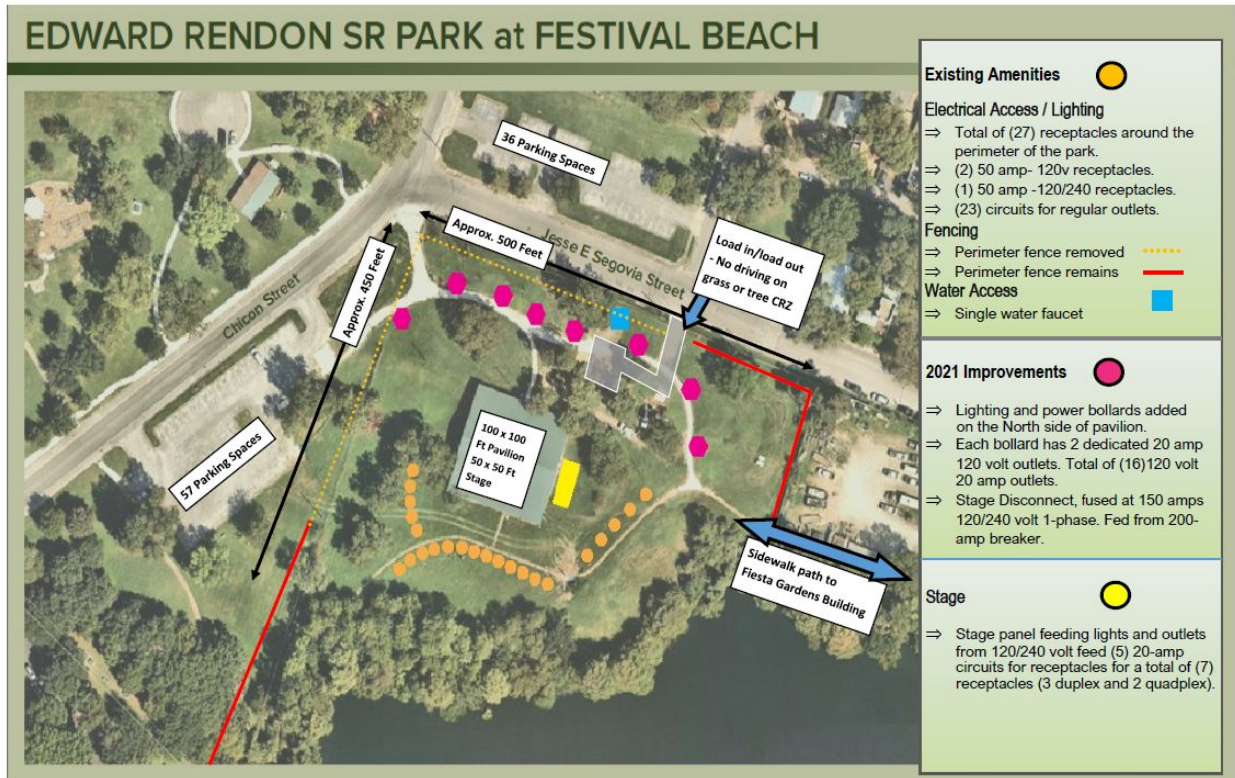 EDWARD RENDON SR PARK at FESTIVAL BEACH
36 Parking Spaces
Approx. 500 Feet
Jesse E Segovia Street
Load in/load out
- No driving on
grass or tree CRZ
Chicon Street
Approx. 450 Feet
57 Parking Spaces
100 x 100
Ft Pavilion
50 x 50 Ft
Stage
Sidewalk path to
Fiesta Gardens Building
Existing Amenities
Electrical Access / Lighting
⇒ Total of (27) receptacles around the
perimeter of the park.
⇒ (2) 50 amp- 120v receptacles.
⇒ (1) 50 amp -120/240 receptacles.
⇒ (23) circuits for regular outlets.
Fencing
⇒ Perimeter fence removed
⇒ Perimeter fence remains
Water Access
⇒ Single water faucet
2021 Improvements
⇒ Lighting and power bollards added
on the North side of pavilion.
⇒ Each bollard has 2 dedicated 20 amp
120 volt outlets. Total of (16)120 volt
20 amp outlets.
⇒ Stage Disconnect, fused at 150 amps
120/240 volt 1-phase. Fed from 200-
amp breaker.
Stage
⇒ Stage panel feeding lights and outlets
from 120/240 volt feed (5) 20-amp
circuits for receptacles for a total of (7)
receptacles (3 duplex and 2 quadplex).